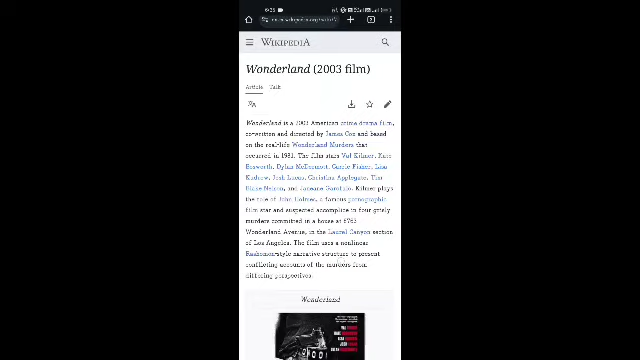 WIKIPEDIA
Wonderland (2003 film)
Article Talk
Wonderland is a 2003 American crime drama film,
co-written and directed by James Cox and based
on the real-life Wonderland Murders that
occurred in 1981. The film stars Val Kilmer, Kate
Bosworth, Dylan McDermott, Carrie Fisher, Lisa
Kudrow, Josh Lucas, Christina Applegate, Tim
Blake Nelson, and Janeane Garofalo. Kilmer plays
the role of John Holmes, a famous pornographic
film star and suspected accomplice in four grisly
murders committed in a house at 8763
Wonderland Avenue, in the Laurel Canyon section
of Los Angeles. The film uses a nonlinear
Rashomon-style narrative structure to present
conflicting accounts of the murders from
differing perspectives.
Wonderland